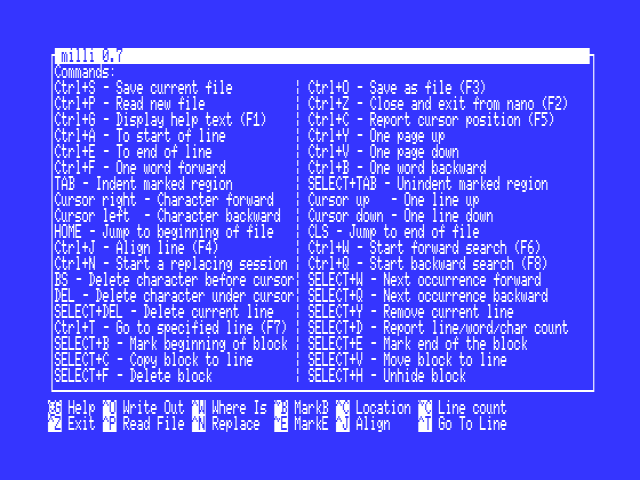 milli 0.7
Commands:
Ctrl+S - Save current file ¦ Ctrl+O - Save as file (F3)
Ctrl+P - Read new file ¦ Ctrl+Z - Close and exit from nano (F2)
Ctrl+G - Display help text (F1) ¦ Ctrl+C - Report cursor position (F5)
Ctrl+A - To start of line ¦ Ctrl+Y - One page up
Ctrl+E - To end of line ¦ Ctrl+V - One page down
Ctrl+F - One word forward ¦ Ctrl+B - One word backward
TAB - Indent marked region ¦ SELECT+TAB - Unindent marked region
Cursor right - Character forward ¦ Cursor up - One line up
Cursor left - Character backward ¦ Cursor down - One line down
HOME - Jump to beginning of file ¦ CLS - Jump to end of file
Ctrl+J - Align line (F4) ¦ Ctrl+W - Start forward search (F6)
Ctrl+N - Start a replacing session ¦ Ctrl+Q - Start backward search (F8)
BS - Delete character before cursor¦ SELECT+W - Next occurrence forward
DEL - Delete character under cursor¦ SELECT+Q - Next occurrence backward
SELECT+DEL - Delete current line ¦ SELECT+Y - Remove current line
Ctrl+T - Go to specified line (F7) ¦ SELECT+D - Report line/word/char count
SELECT+B - Mark beginning of block ¦ SELECT+E - Mark end of the block
SELECT+C - Copy block to line ¦ SELECT+V - Move block to line
SELECT+F - Delete block ¦ SELECT+H - Unhide block
^G Help ^O Write Out ^W Where Is ^B MarkB ^C Location ^C Line count
^Z Exit ^P Read File ^N Replace ^E MarkE ^J Align ^T Go To Line